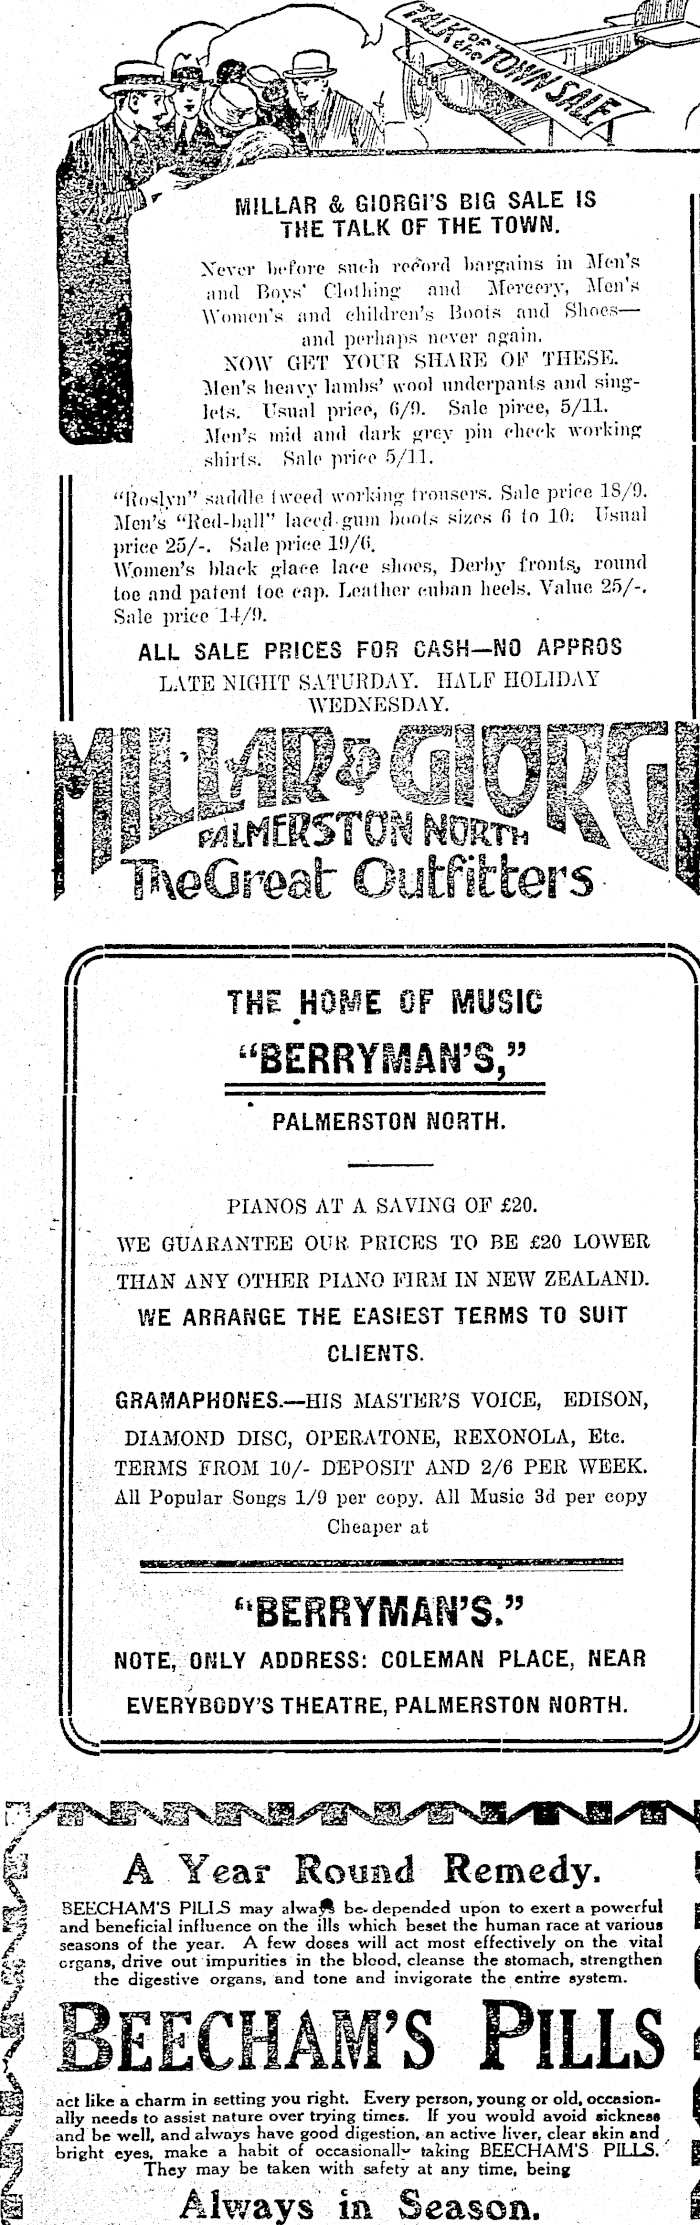 TALK OF the TOWN SALE
MILLAR & GIORGI'S BIG SALE IS
THE TALK OF THE TOWN.
Never before such record bargains in Men's
and Boys' Clothing and Mercery, Men's
Women's and children's Boots and Shoes—
and perhaps never again.
NOW GET YOUR SHARE OF THESE.
Men's heavy lambs' wool underpants and sing-
lets. Usual price, 6/9. Sale piree, 5/11.
Men's mid and dark grey pin check working
shirts. Sale price 5/11.
"Roslyn" saddle tweed working trousers. Sale price 18/9.
Men's "Red-ball" laced gum boots sizes 6 to 10. Usual
price 25/-. Sale price 19/6.
Women's black glace lace shoes, Derby fronts, round
toe and patent toe cap. Leather cuban heels. Value 25/-.
Sale price 14/9.
ALL SALE PRICES FOR CASH—NO APPROS
LATE NIGHT SATURDAY. HALF HOLIDAY
WEDNESDAY.
MILLAR & GIORGI
PALMERSTON NORTH
The Great Outfitters
THE HOME OF MUSIC
"BERRYMAN'S,"
PALMERSTON NORTH.
PIANOS AT A SAVING OF £20.
WE GUARANTEE OUR PRICES TO BE £20 LOWER
THAN ANY OTHER PIANO FIRM IN NEW ZEALAND.
WE ARRANGE THE EASIEST TERMS TO SUIT
CLIENTS.
GRAMAPHONES.—HIS MASTER'S VOICE, EDISON,
DIAMOND DISC, OPERATONE, REXONOLA, Etc.
TERMS FROM 10/- DEPOSIT AND 2/6 PER WEEK.
All Popular Songs 1/9 per copy. All Music 3d per copy
Cheaper at
"BERRYMAN'S."
NOTE, ONLY ADDRESS: COLEMAN PLACE, NEAR
EVERYBODY'S THEATRE, PALMERSTON NORTH.
A Year Round Remedy.
BEECHAM'S PILLS may always be depended upon to exert a powerful
and beneficial influence on the ills which beset the human race at various
seasons of the year. A few doses will act most effectively on the vital
organs, drive out impurities in the blood, cleanse the stomach, strengthen
the digestive organs, and tone and invigorate the entire system.
BEECHAM'S PILLS
act like a charm in setting you right. Every person, young or old, occasion-
ally needs to assist nature over trying times. If you would avoid sickness
and be well, and always have good digestion, an active liver, clear skin and
bright eyes, make a habit of occasionally taking BEECHAM'S PILLS.
They may be taken with safety at any time, being
Always in Season.